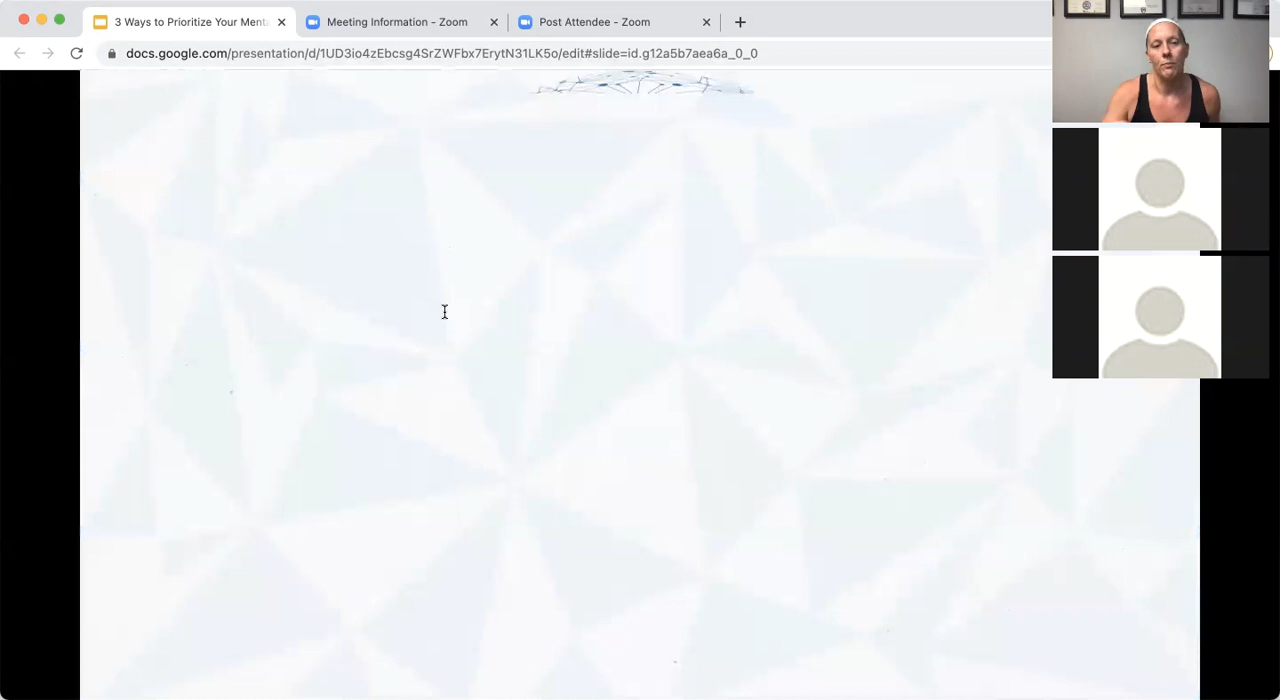 3 Ways to Prioritize Your Ment
Meeting Information - Zoom
Post Attendee - Zoom
docs.google.com/presentation/d/1UD3io4zEbcsg4SrZWFhx7ErytN31LK5o/edit#slide=id.g12a5b7aea6a_0_0